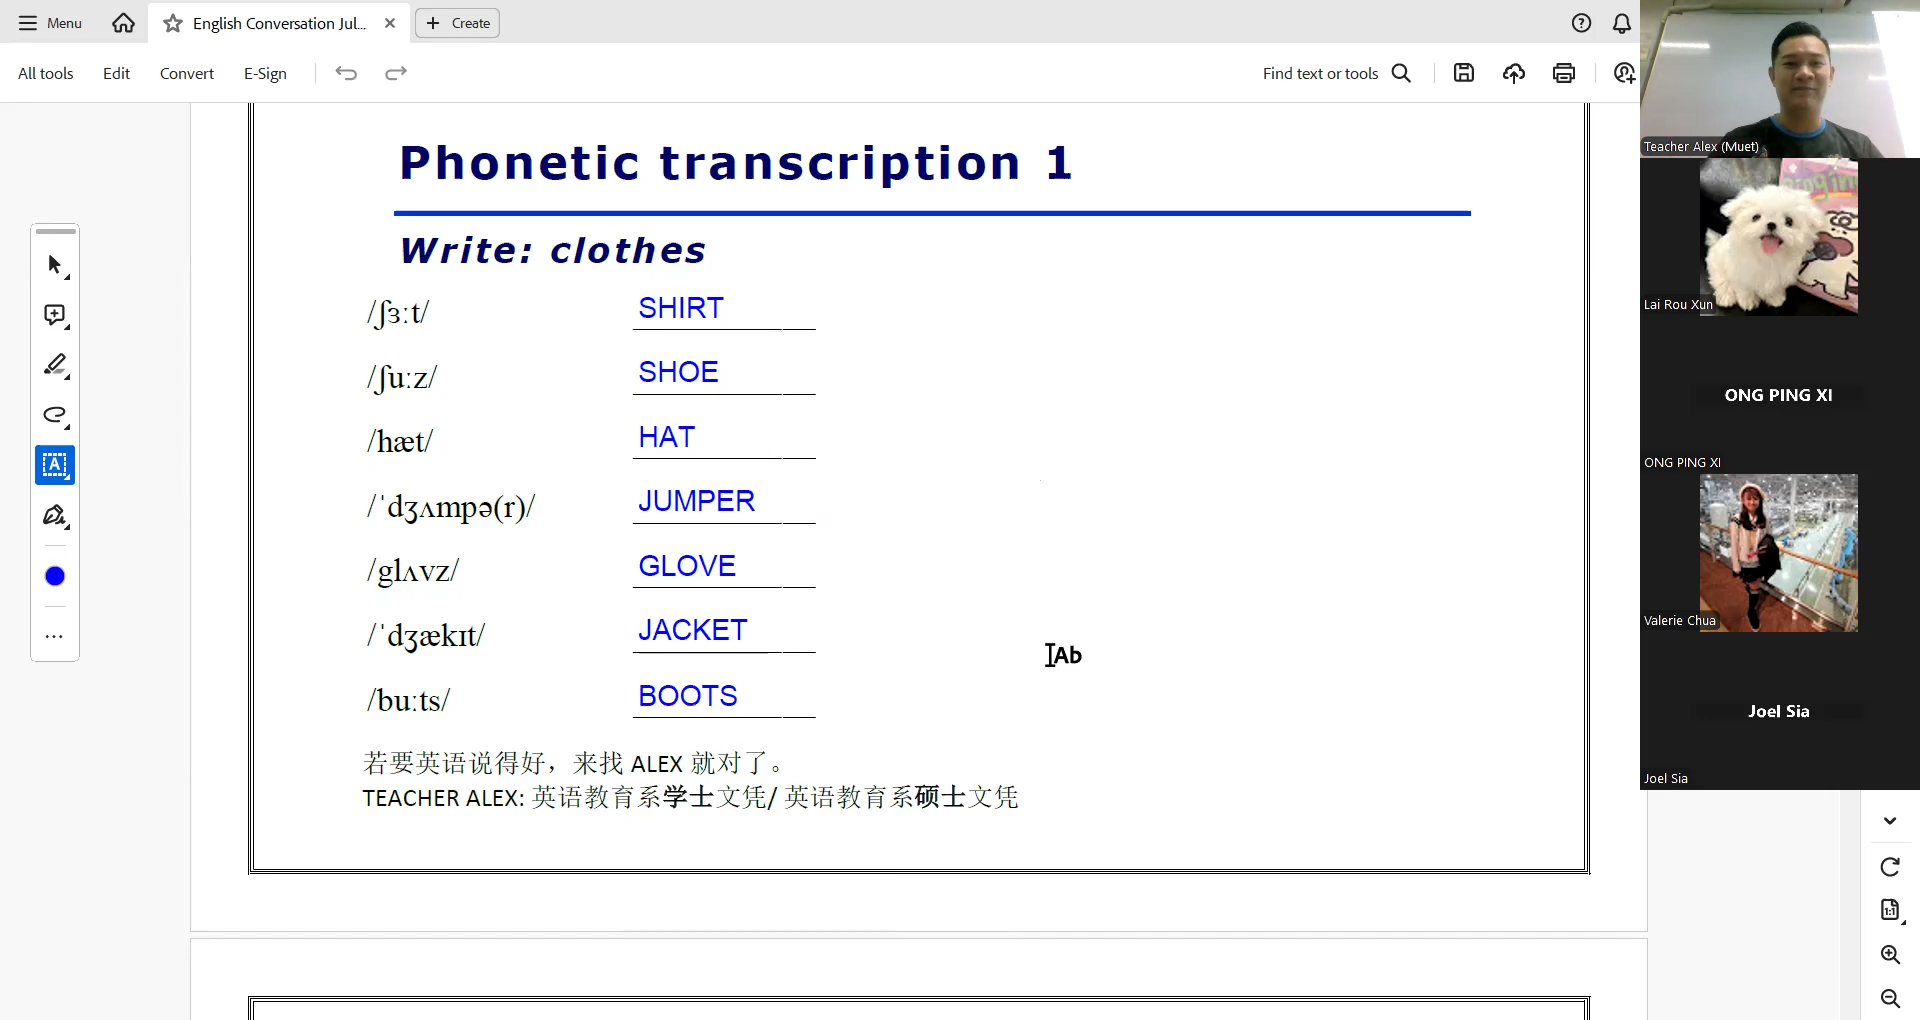 Menu
English Conversation Jul...
Create
All tools
Edit
Convert
E-Sign
Find text or tools
Phonetic transcription 1
Write: clothes
/ʃɜːt/ SHIRT
/ʃuːz/ SHOE
/hæt/ HAT
/ˈdʒʌmpə(r)/ JUMPER
/glʌvz/ GLOVE
/ˈdʒækɪt/ JACKET
/buːts/ BOOTS
若要英语说得好，来找 ALEX 就对了。
TEACHER ALEX: 英语教育系学士文凭/ 英语教育系硕士文凭
A
Ab
1:1
Teacher Alex (Muet)
Lai Rou Xun
ONG PING XI
ONG PING XI
Valerie Chua
Joel Sia
Joel Sia